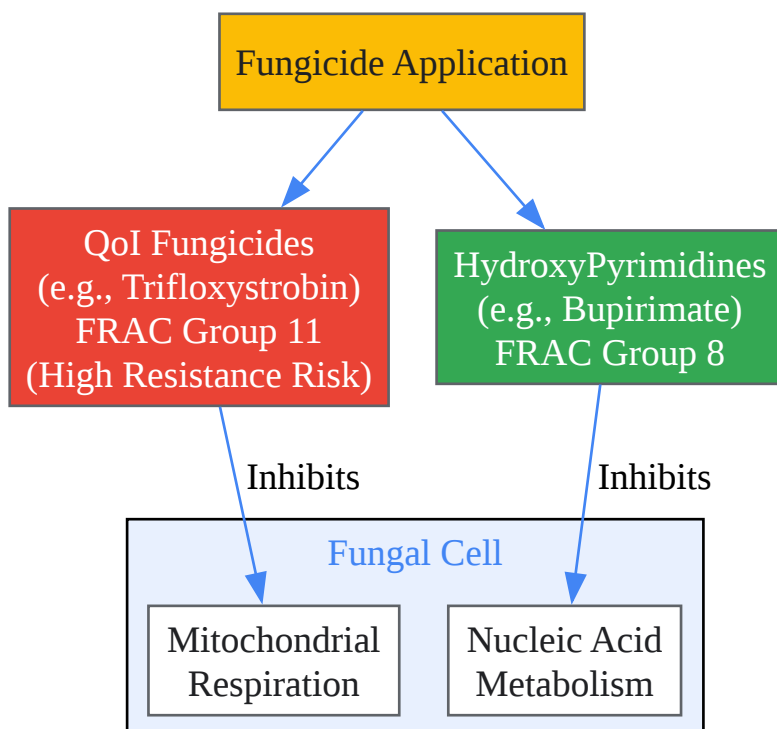 Fungicide Application
QoI Fungicides
(e.g., Trifloxystrobin)
FRAC Group 11
(High Resistance Risk)
HydroxyPyrimidines
(e.g., Bupirimate)
FRAC Group 8
Inhibits
Inhibits
Fungal Cell
Mitochondrial
Respiration
Nucleic Acid
Metabolism